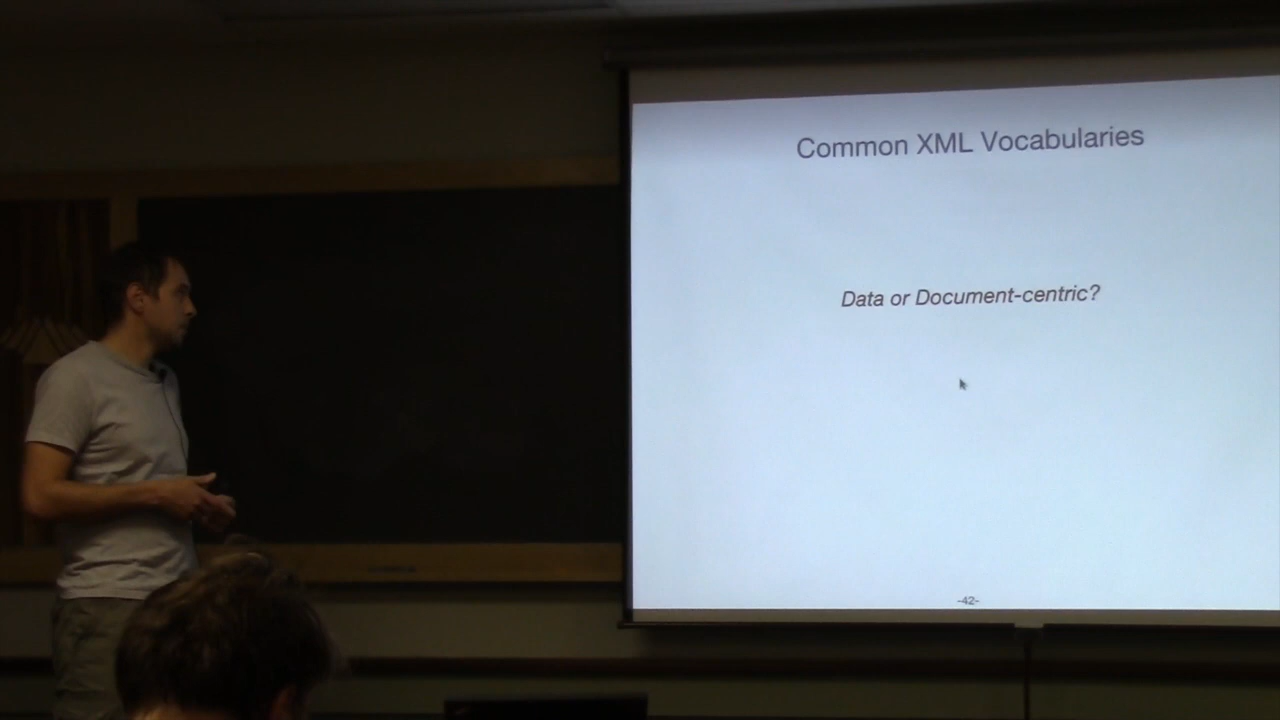 Common XML Vocabularies
Data or Document-centric?
-42-